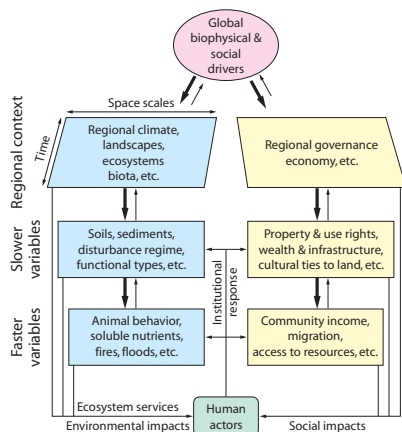 Global
biophysical &
social
drivers
Space scales
Time
Regional context
Regional climate,
landscapes,
ecosystems
biota, etc.
Regional governance
economy, etc.
Slower
variables
Soils, sediments,
disturbance regime,
functional types, etc.
Property & use rights,
wealth & infrastructure,
cultural ties to land, etc.
Institutional
response
Faster
variables
Animal behavior,
soluble nutrients,
fires, floods, etc.
Community income,
migration,
access to resources, etc.
Ecosystem services
Environmental impacts
Human
actors
Social impacts